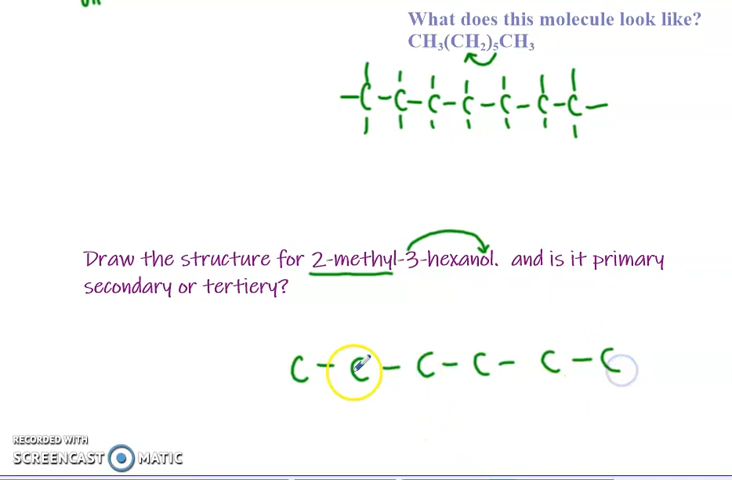 What does this molecule look like?
CH₃(CH₂)₅CH₃
-C-C-C-C-C-C-C-
Draw the structure for 2-methyl-3-hexanol. and is it primary
secondary or tertiery?
C-C-C-C-C-C
RECORDED WITH
SCREENCAST MATIC